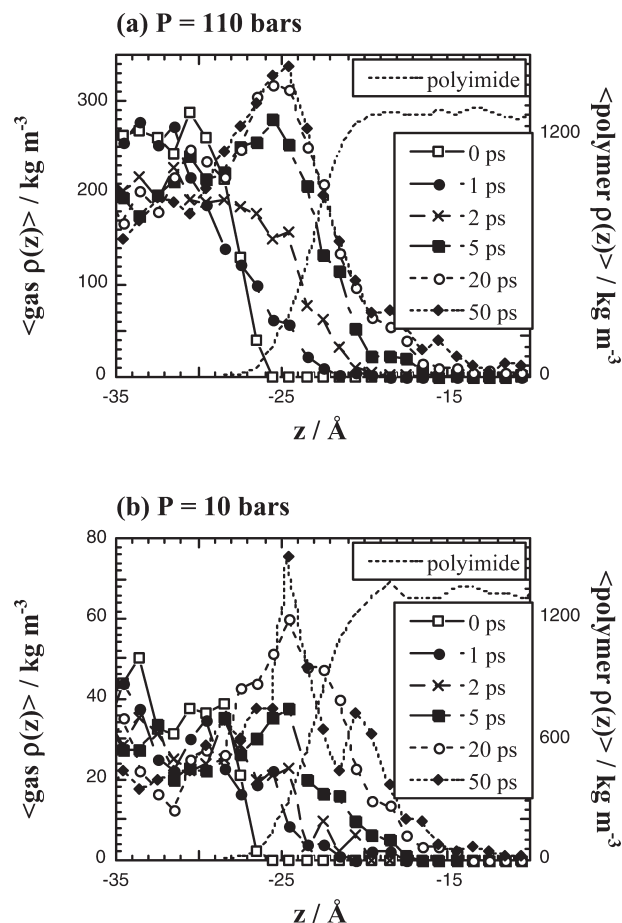 (a) P = 110 bars
<gas ρ(z)> / kg m-3
300
200
100
0
-35
-25
-15
z / Å
polyimide
0 ps
1 ps
2 ps
5 ps
20 ps
50 ps
1200
0
<polymer ρ(z)> / kg m-3
(b) P = 10 bars
<gas ρ(z)> / kg m-3
80
60
40
20
0
-35
-25
-15
z / Å
polyimide
0 ps
1 ps
2 ps
5 ps
20 ps
50 ps
1200
600
0
<polymer ρ(z)> / kg m-3